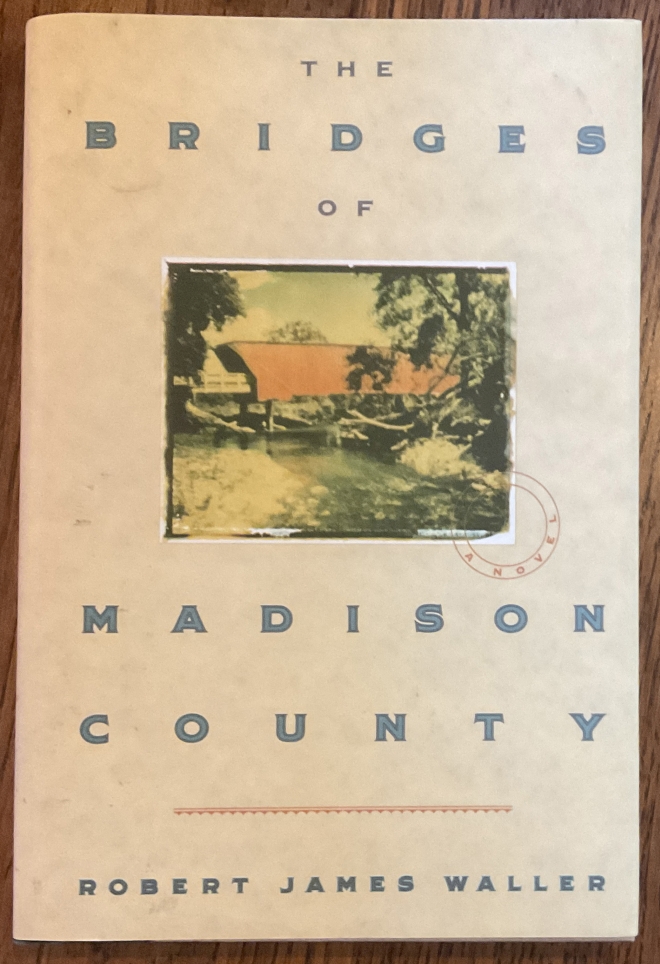 THE
BRIDGES
OF
A NOVEL
MADISON
COUNTY
ROBERT JAMES WALLER